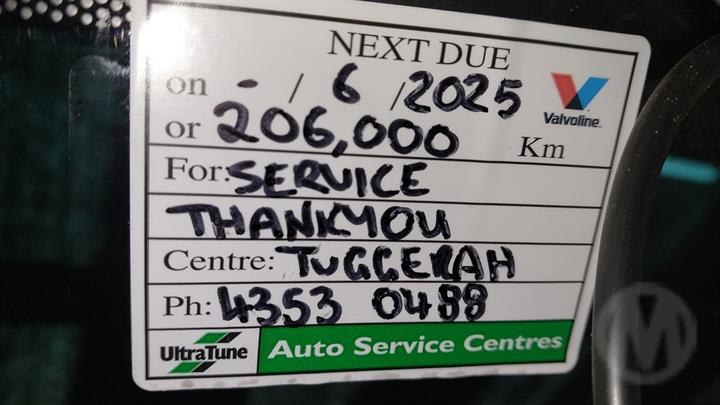 NEXT DUE
on - / 6 / 2025
Valvoline™
or 206,000 Km
For: SERVICE
THANKYOU
Centre: TUGGERAH
Ph: 4353 0488
UltraTune Auto Service Centres
M